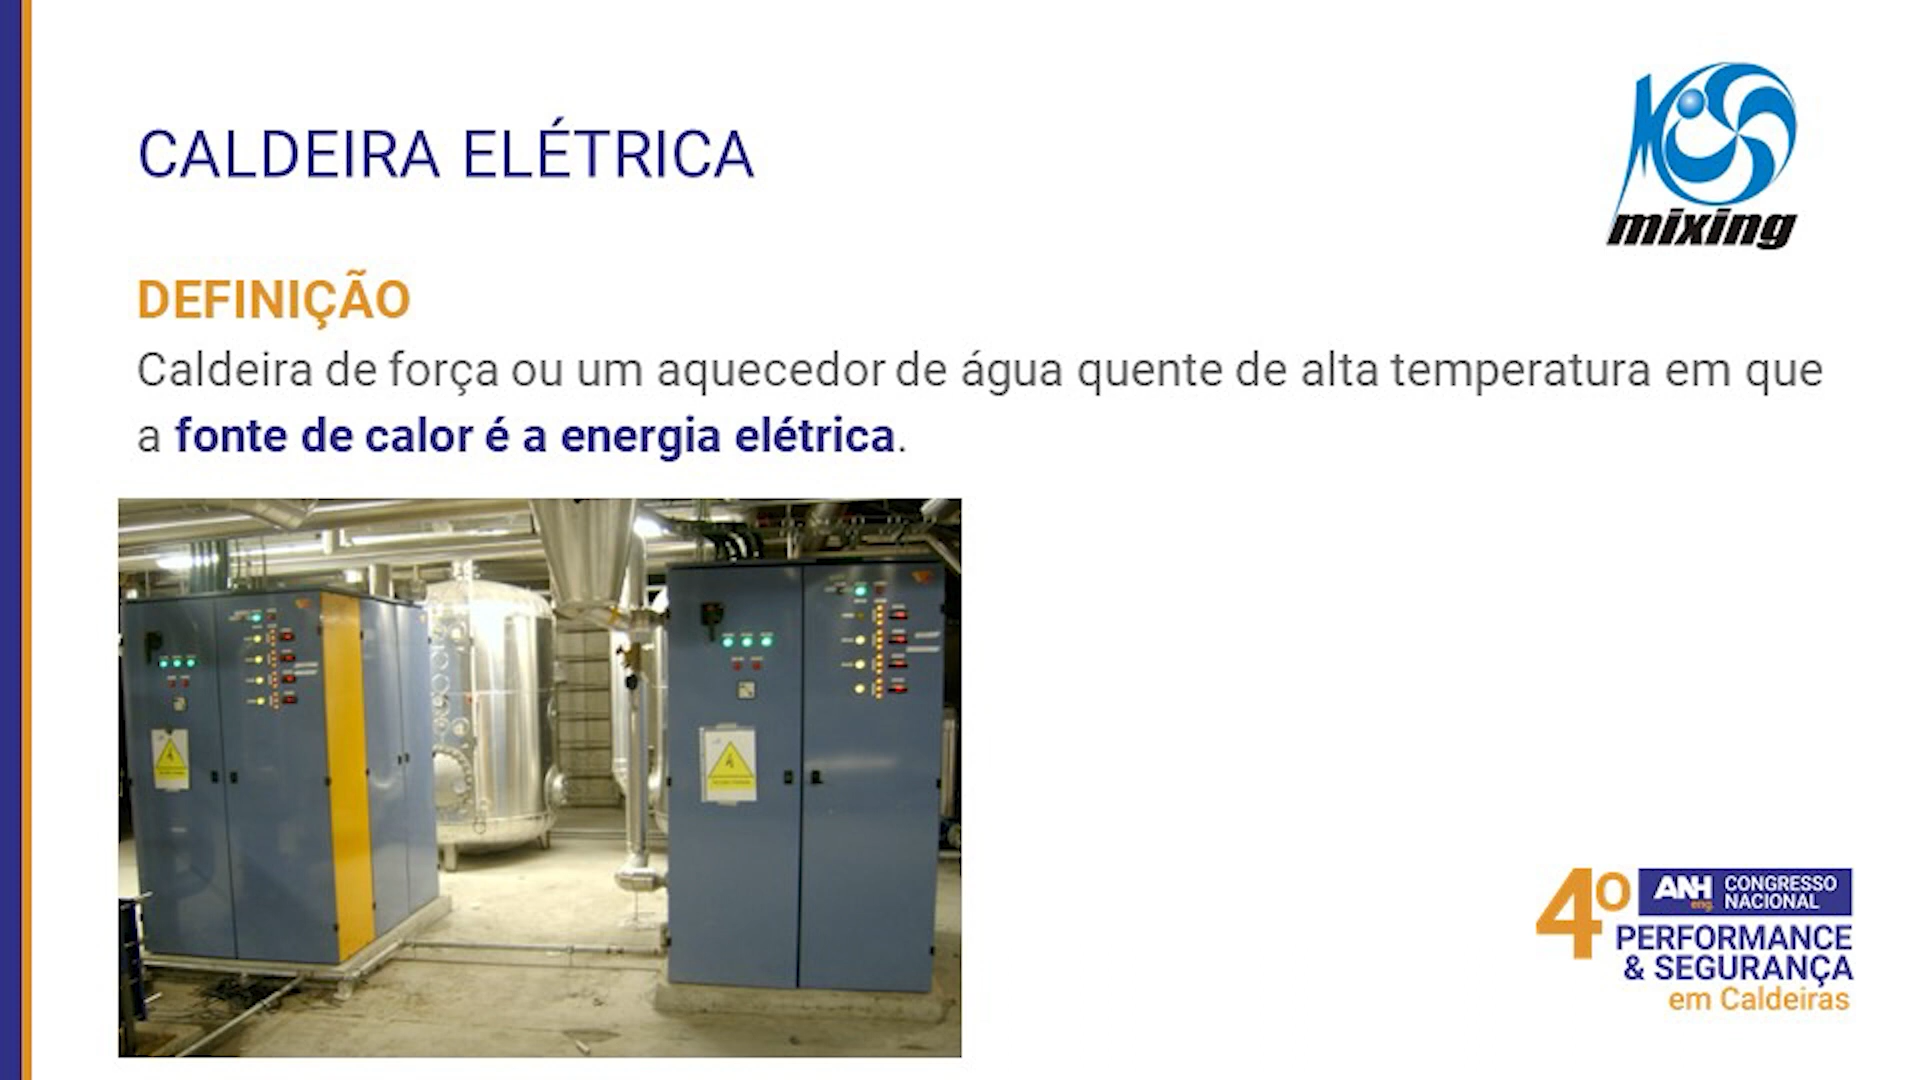 CALDEIRA ELÉTRICA
mixing
DEFINIÇÃO
Caldeira de força ou um aquecedor de água quente de alta temperatura em que
a fonte de calor é a energia elétrica.
4º
ANH
eng.
CONGRESSO
NACIONAL
PERFORMANCE
& SEGURANÇA
em Caldeiras